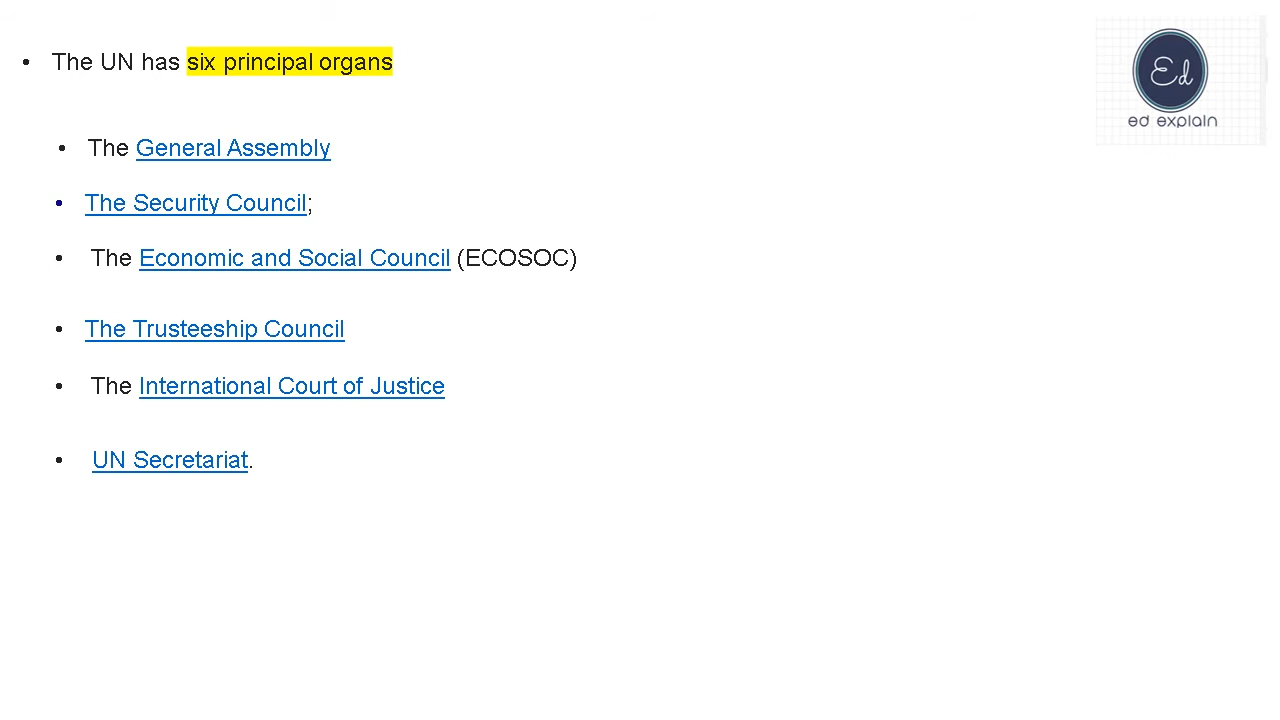 • The UN has six principal organs
Ed
ed explain
• The General Assembly
• The Security Council;
• The Economic and Social Council (ECOSOC)
• The Trusteeship Council
• The International Court of Justice
• UN Secretariat.